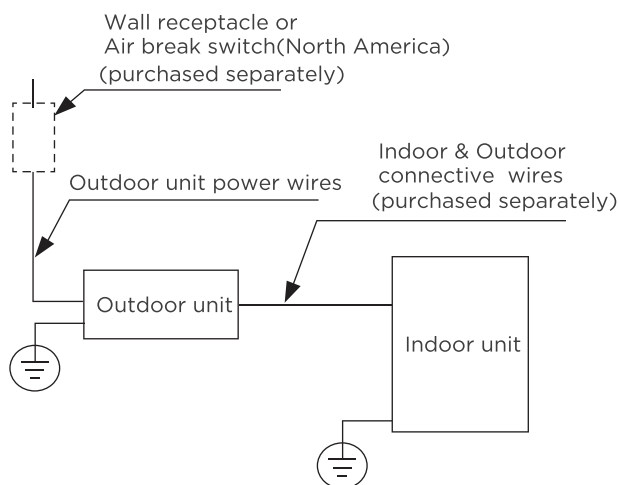 Wall receptacle or
Air break switch(North America)
(purchased separately)
Indoor & Outdoor
connective wires
(purchased separately)
Outdoor unit power wires
Outdoor unit
Indoor unit